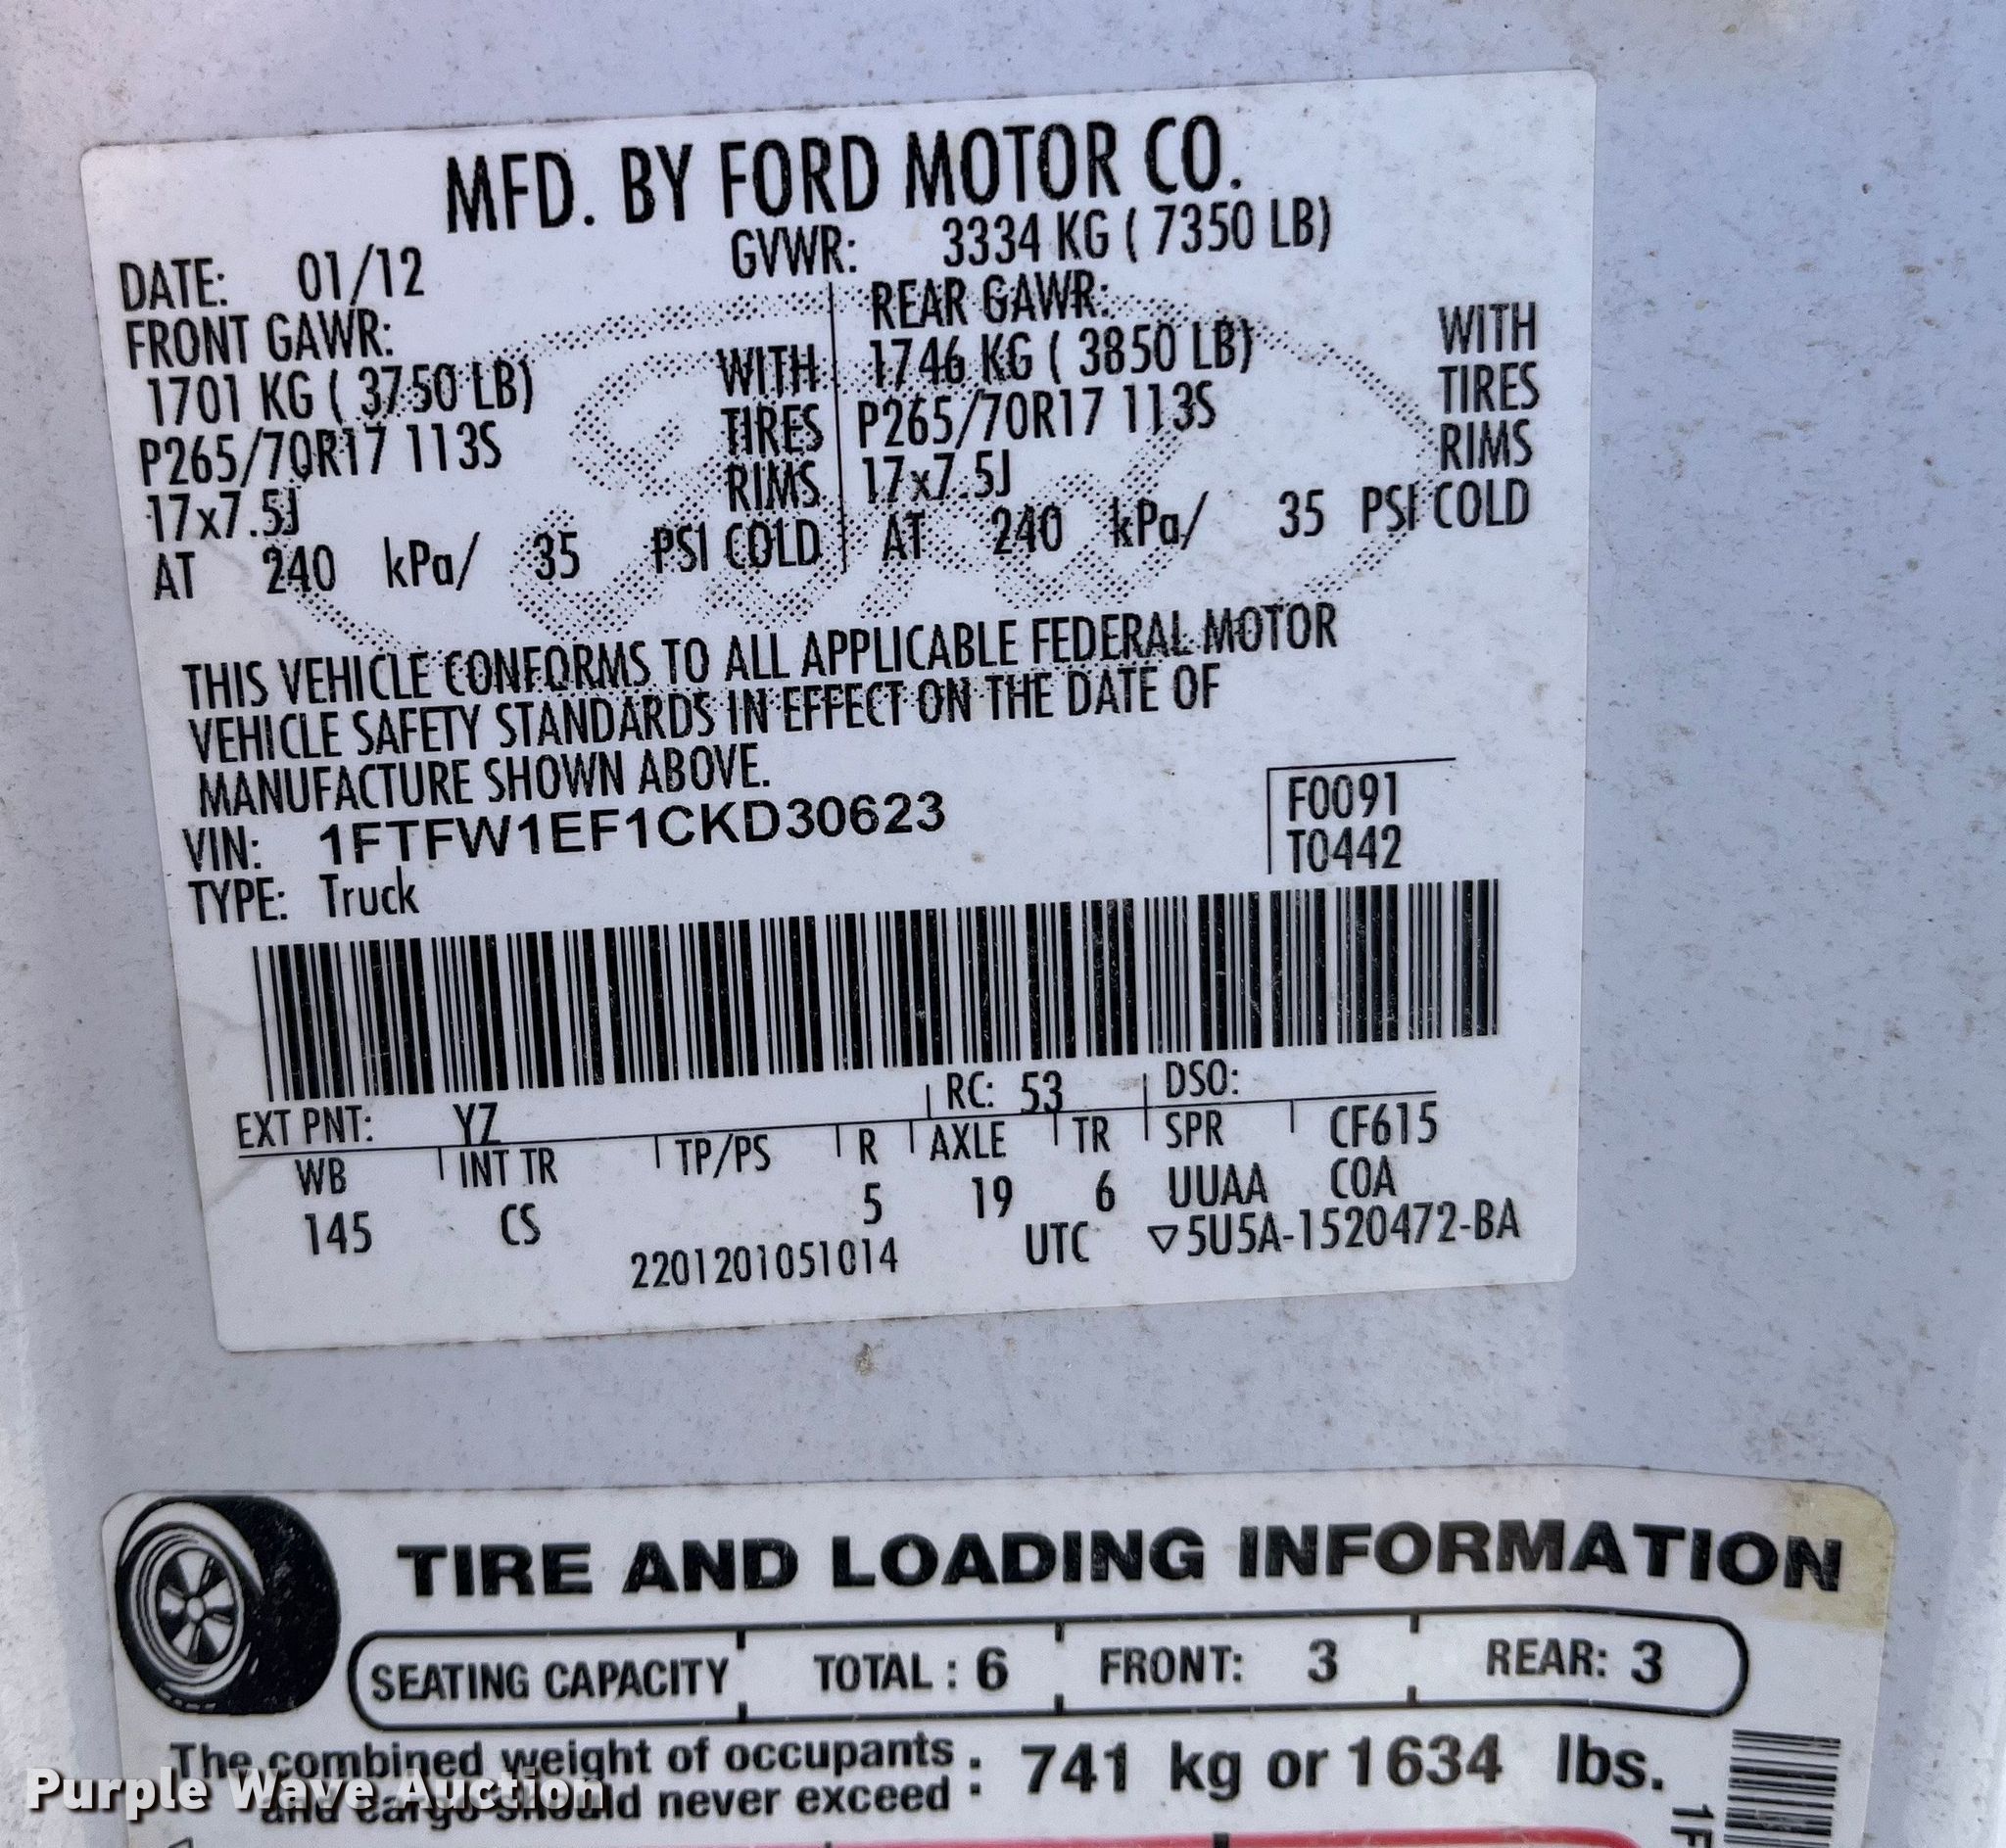 MFD. BY FORD MOTOR CO.
DATE: 01/12 GVWR: 3334 KG ( 7350 LB)
FRONT GAWR: REAR GAWR:
1701 KG ( 3750 LB) WITH 1746 KG ( 3850 LB) WITH
P265/70R17 113S TIRES P265/70R17 113S TIRES
17x7.5J RIMS 17x7.5J RIMS
AT 240 kPa/ 35 PSI COLD AT 240 kPa/ 35 PSI COLD
THIS VEHICLE CONFORMS TO ALL APPLICABLE FEDERAL MOTOR
VEHICLE SAFETY STANDARDS IN EFFECT ON THE DATE OF
MANUFACTURE SHOWN ABOVE.
VIN: 1FTFW1EF1CKD30623 F0091
TYPE: Truck T0442
EXT PNT: YZ RC: 53 DSO:
WB INT TR TP/PS R AXLE TR SPR CF615
145 CS 5 19 6 UUAA COA
2201201051014 UTC ▽5U5A-1520472-BA
TIRE AND LOADING INFORMATION
SEATING CAPACITY TOTAL : 6 FRONT: 3 REAR: 3
The combined weight of occupants
and cargo should never exceed : 741 kg or 1634 lbs.
1F
Purple Wave Auction